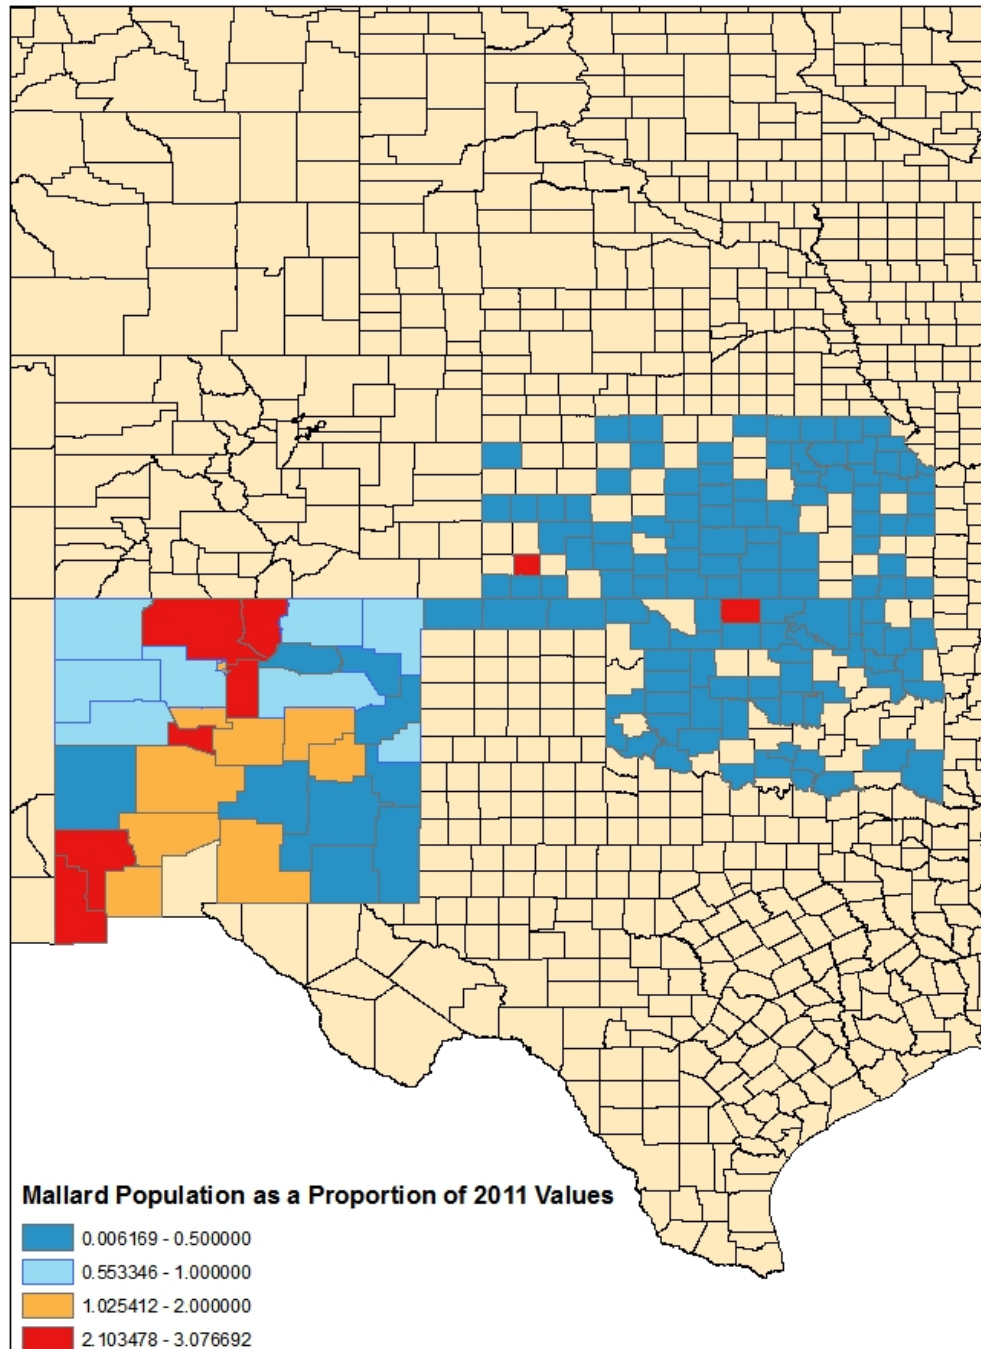 Mallard Population as a Proportion of 2011 Values
0.006169 - 0.500000
0.553346 - 1.000000
1.025412 - 2.000000
2.103478 - 3.076692